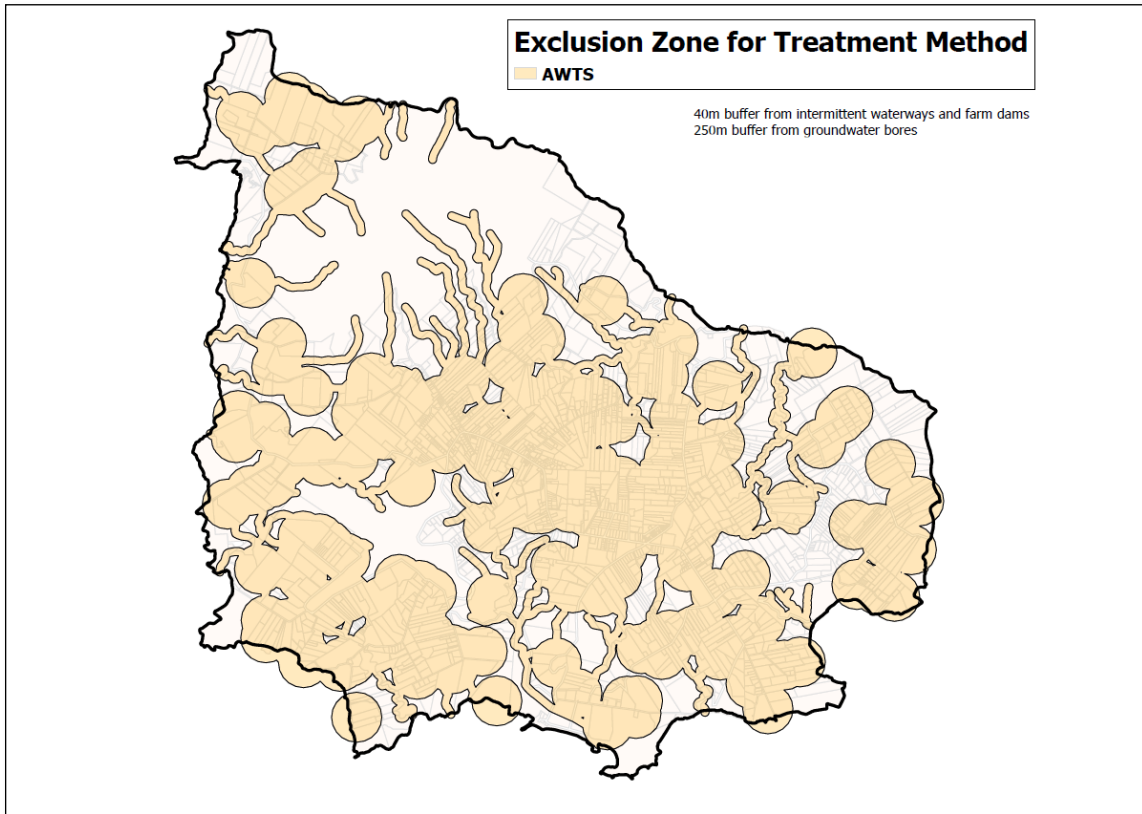 Exclusion Zone for Treatment Method
AWTS
40m buffer from intermittent waterways and farm dams
250m buffer from groundwater bores